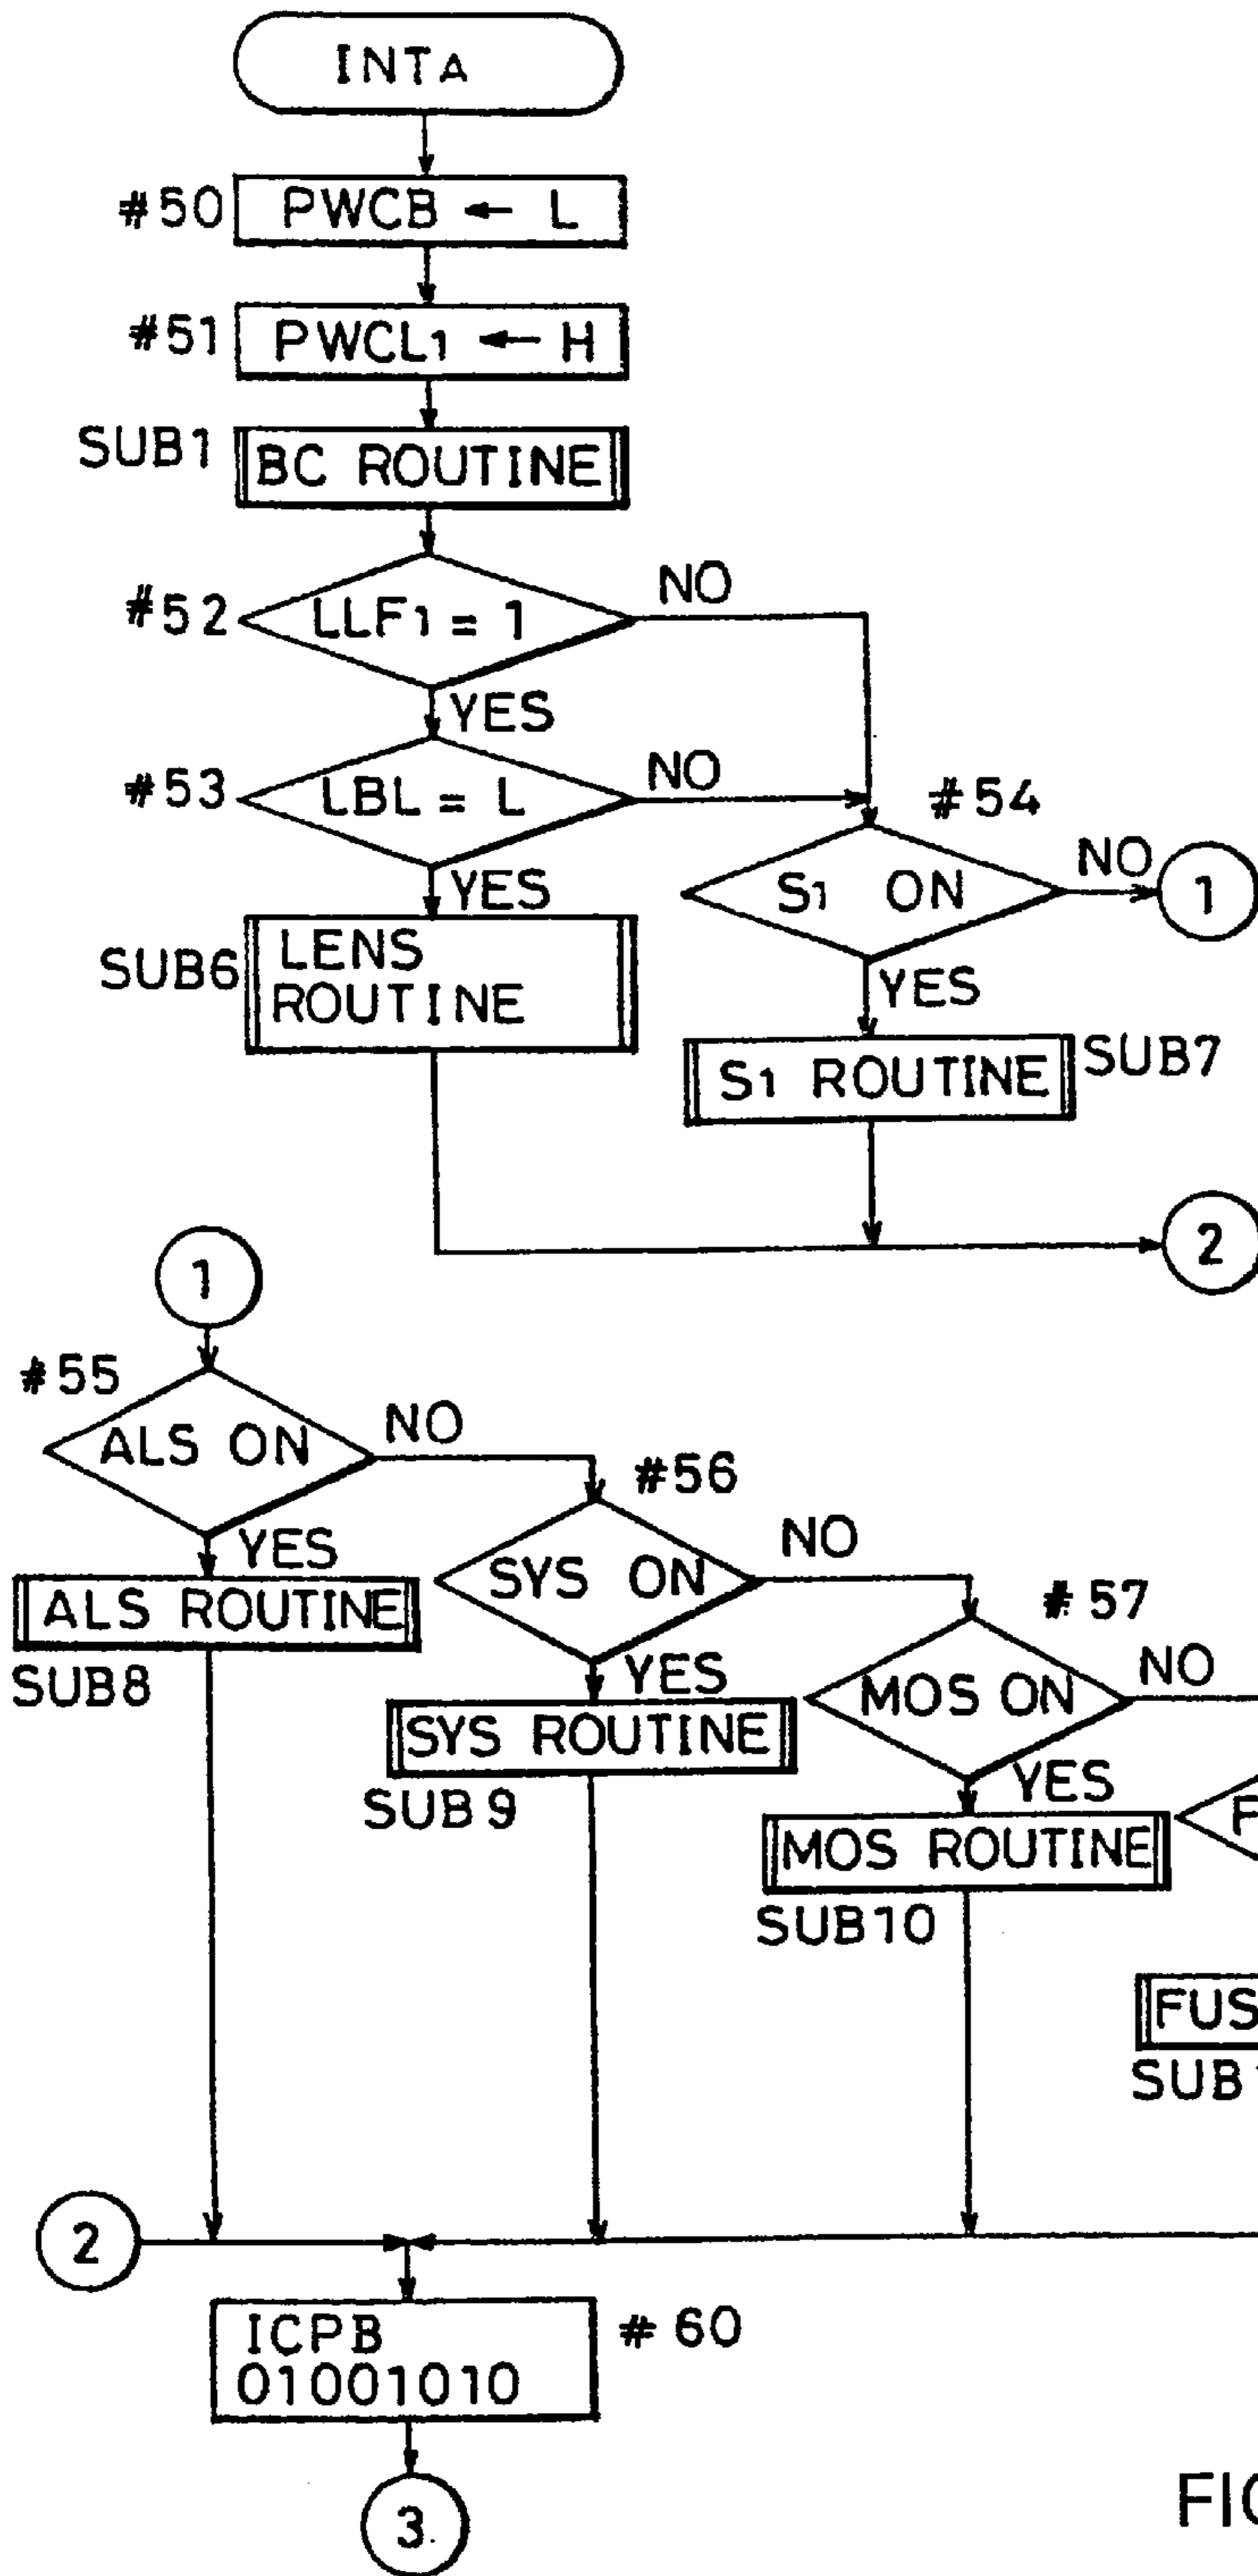 INTA
#50 PWCB ← L
#51 PWCL1 ← H
SUB1 BC ROUTINE
#52 LLF1 = 1 NO
YES
#53 LBL = L NO
#54
S1 ON NO 1
YES
SUB6 LENS
ROUTINE
YES
S1 ROUTINE SUB7
2
1
#55
ALS ON NO
#56
YES
SYS ON NO
ALS ROUTINE
#57
SUB8
YES
MOS ON NO
SYS ROUTINE
SUB 9
YES
MOS ROUTINE
SUB10
2
ICPB #60
01001010
3